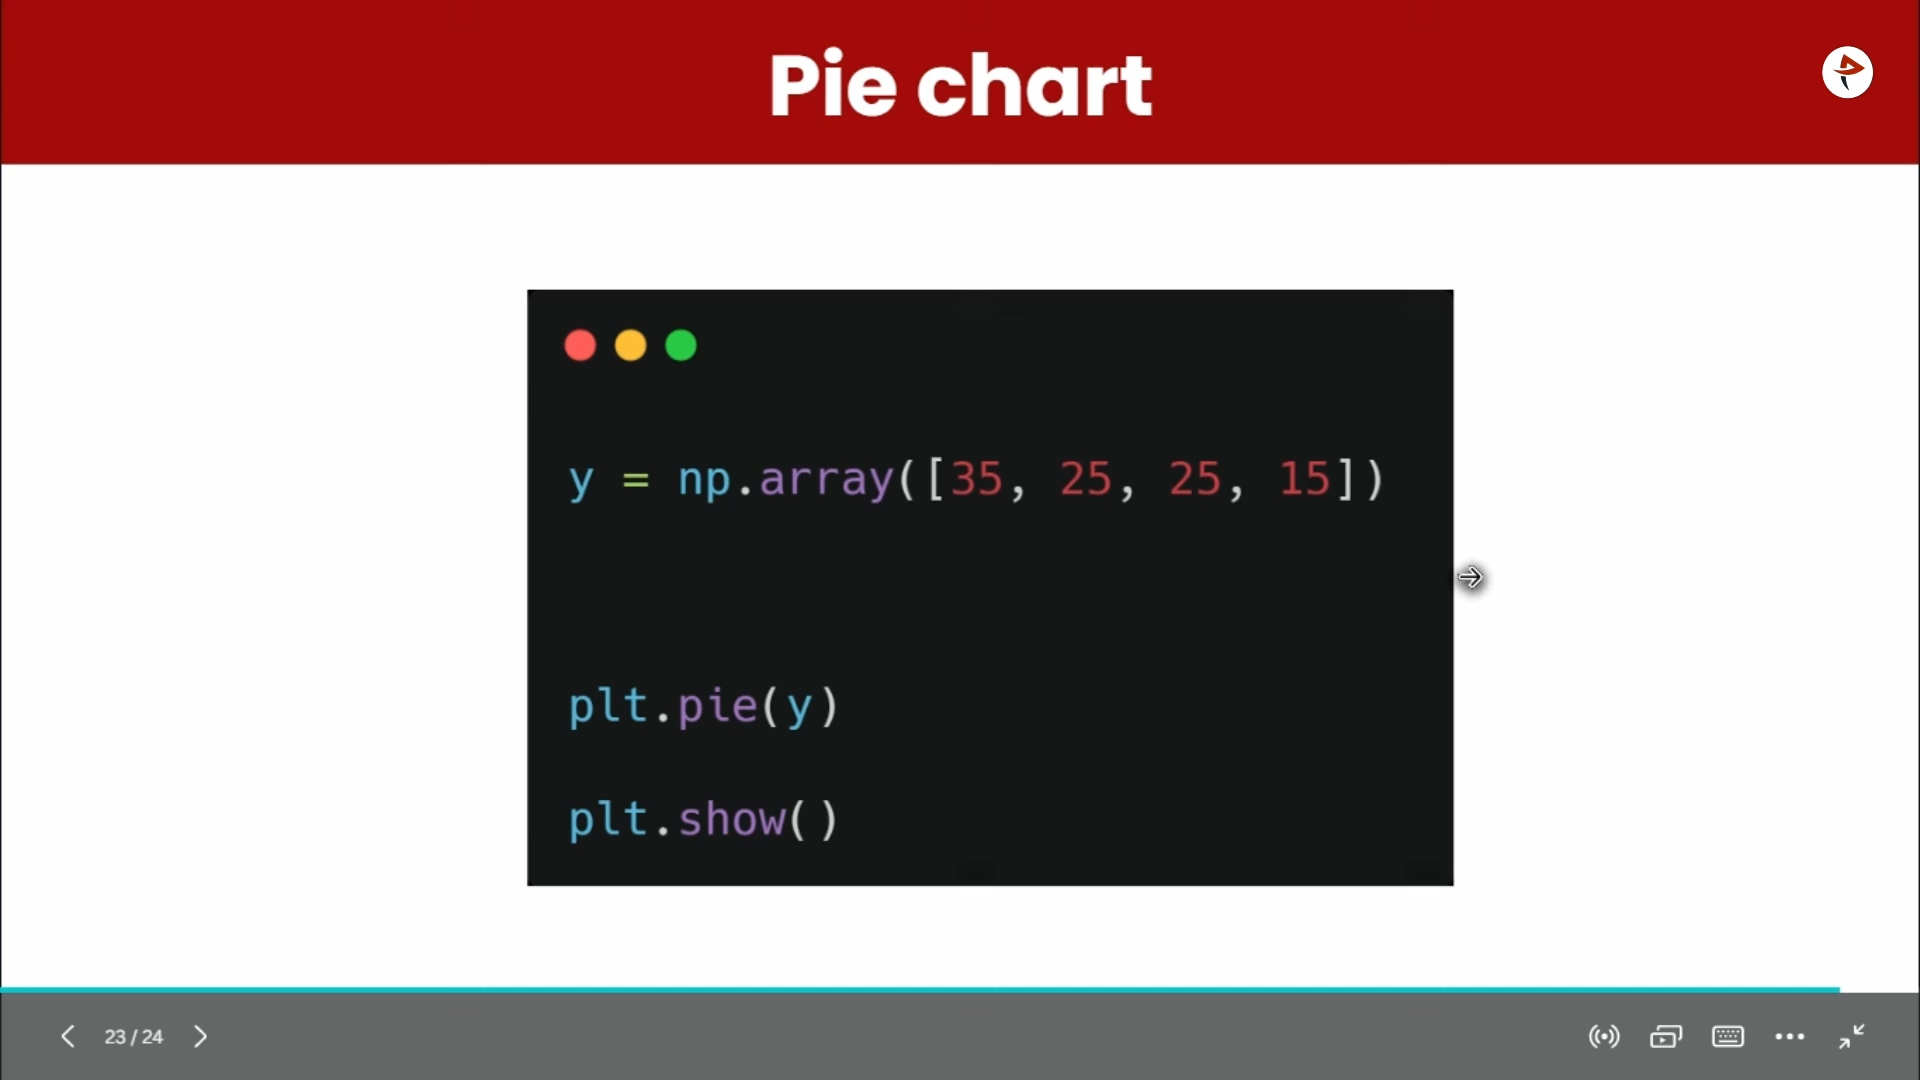 Pie chart
y = np.array([35, 25, 25, 15])
plt.pie(y)
plt.show()
23 / 24